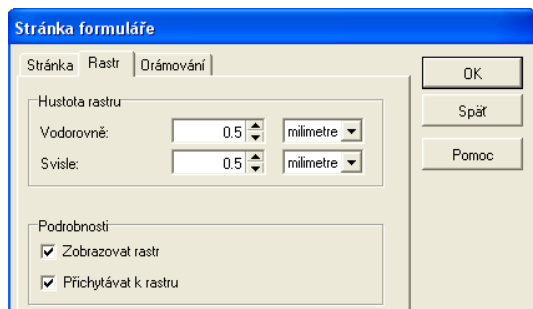 Stránka formuláře
Stránka Rastr Orámování
OK
Hustota rastru
Späť
Vodorovně: 0.5 milimetre
Pomoc
Svisle: 0.5 milimetre
Podrobnosti
Zobrazovat rastr
Přichytávat k rastru